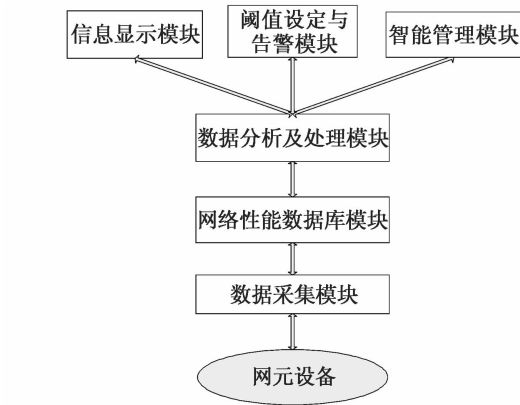 信息显示模块
阈值设定与
告警模块
智能管理模块
数据分析及处理模块
网络性能数据库模块
数据采集模块
网元设备